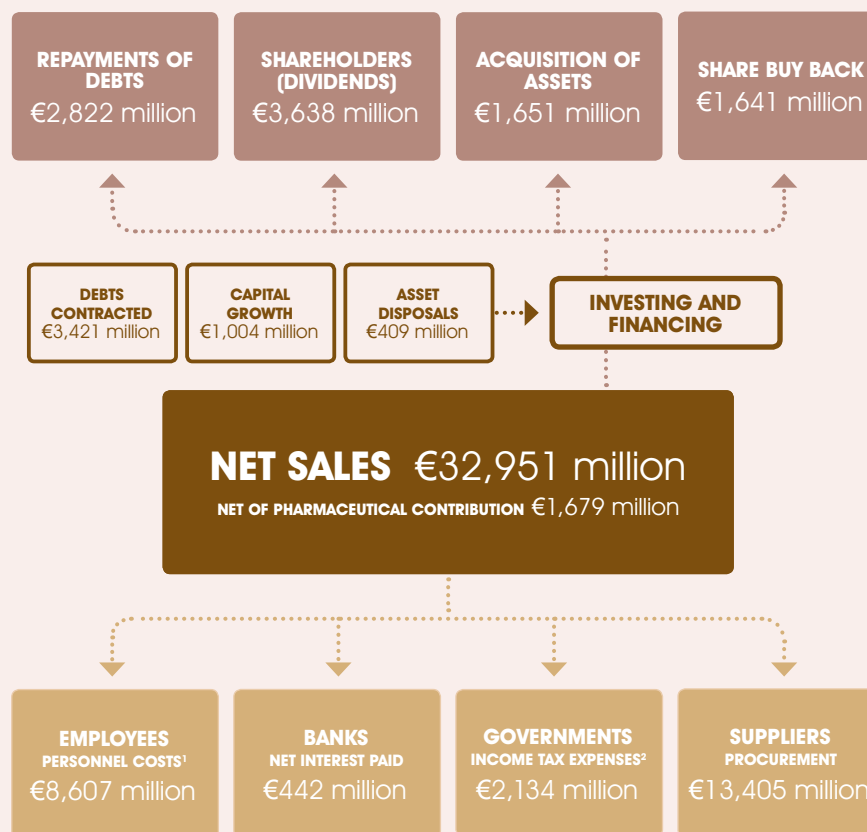 REPAYMENTS OF
DEBTS
€2,822 million
SHAREHOLDERS
(DIVIDENDS)
€3,638 million
ACQUISITION OF
ASSETS
€1,651 million
SHARE BUY BACK
€1,641 million
DEBTS
CONTRACTED
€3,421 million
CAPITAL
GROWTH
€1,004 million
ASSET
DISPOSALS
€409 million
INVESTING AND
FINANCING
NET SALES €32,951 million
NET OF PHARMACEUTICAL CONTRIBUTION €1,679 million
EMPLOYEES
PERSONNEL COSTS¹
€8,607 million
BANKS
NET INTEREST PAID
€442 million
GOVERNMENTS
INCOME TAX EXPENSES²
€2,134 million
SUPPLIERS
PROCUREMENT
€13,405 million